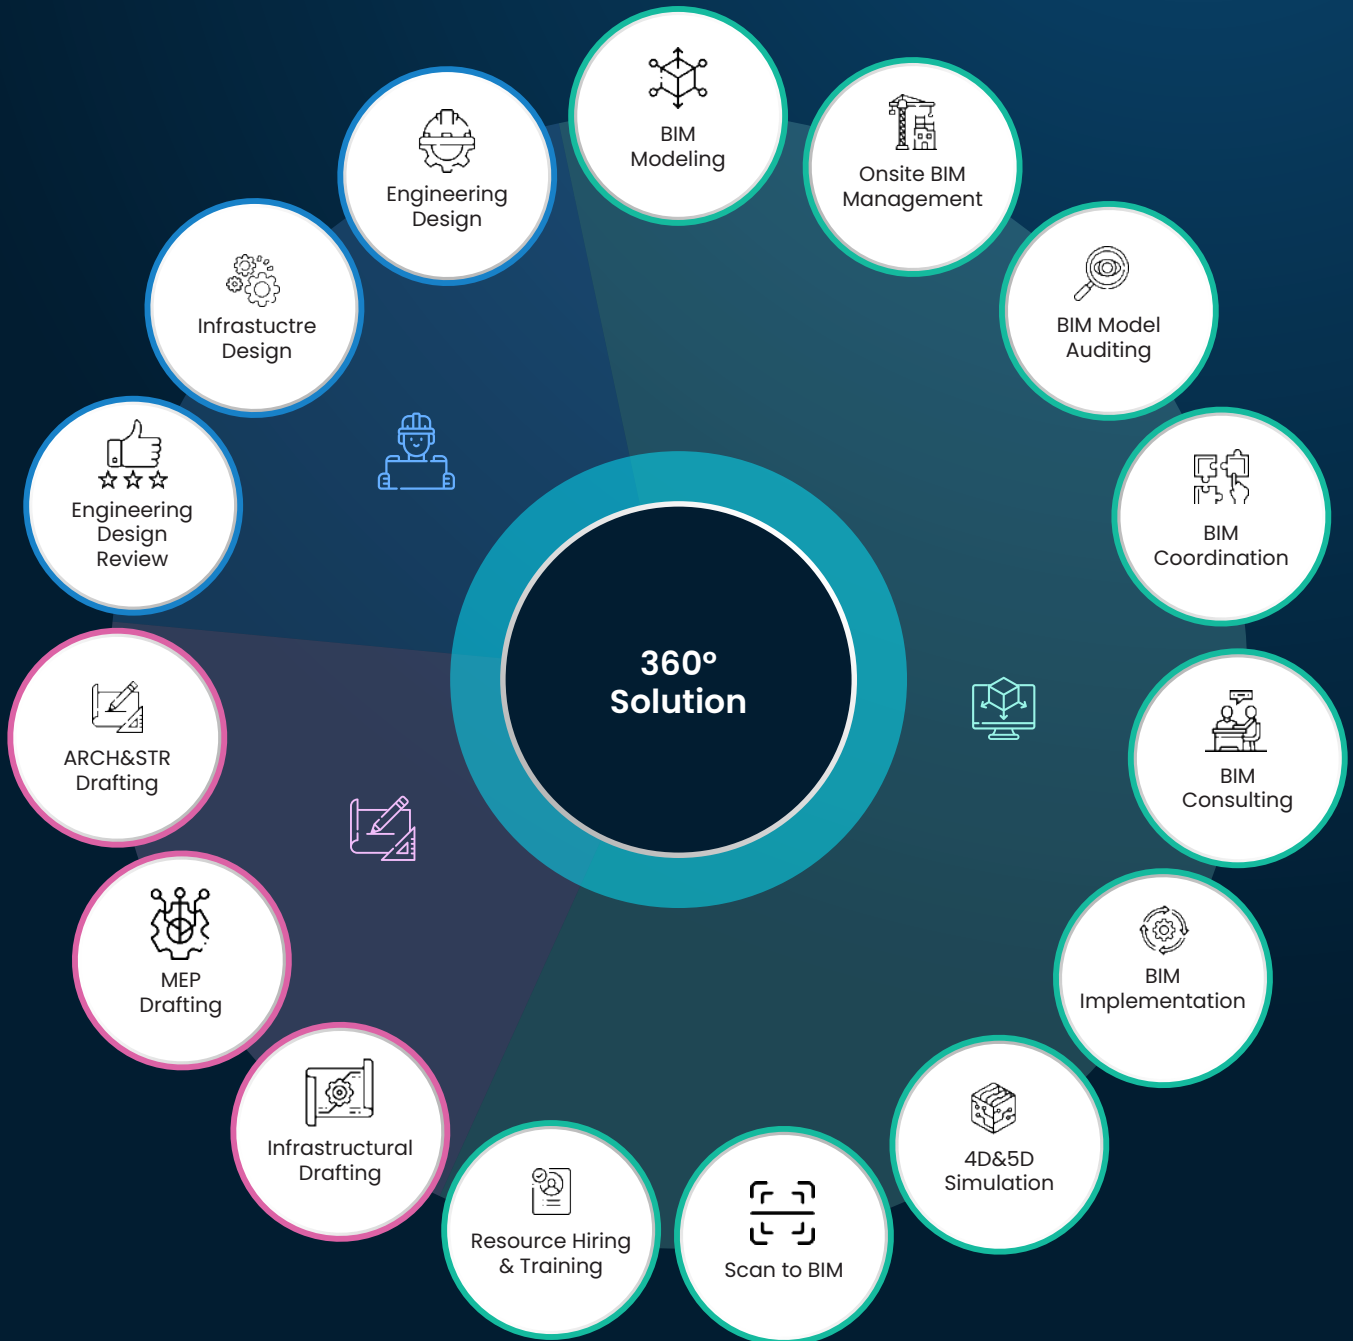 BIM
Modeling
Onsite BIM
Management
BIM Model
Auditing
BIM
Coordination
BIM
Consulting
BIM
Implementation
4D&5D
Simulation
Scan to BIM
Resource Hiring
& Training
Infrastructural
Drafting
MEP
Drafting
ARCH&STR
Drafting
Engineering
Design
Review
Infrastuctre
Design
Engineering
Design
360°
Solution